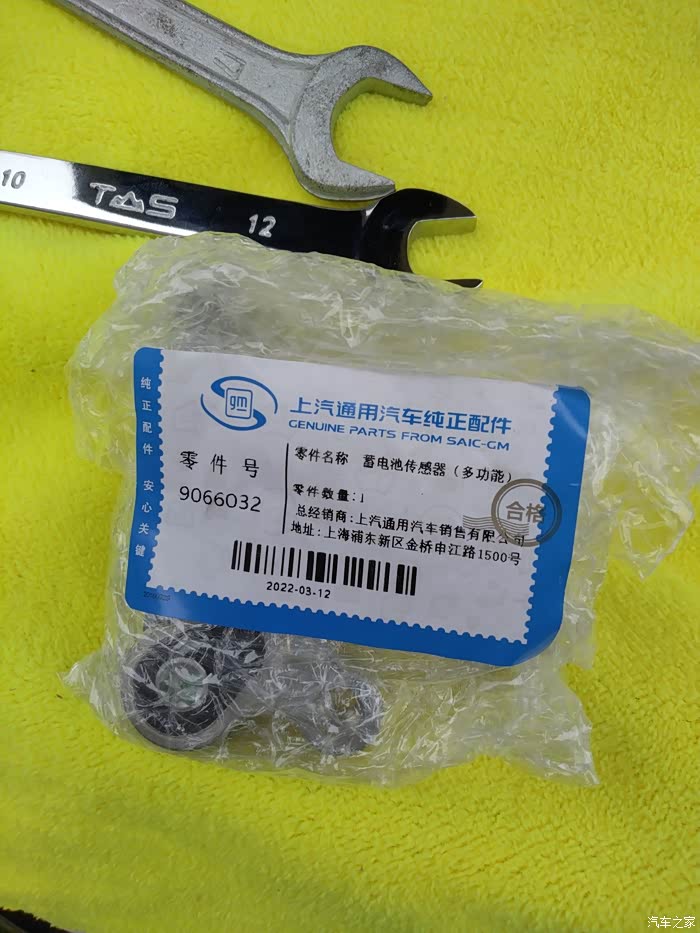 10
TMS
12
纯正配件 安心关键
gm
上汽通用汽车纯正配件
GENUINE PARTS FROM SAIC-GM
零件号
9066032
零件名称 蓄电池传感器（多功能）
零件数量：1
总经销商：上汽通用汽车销售有限公司
地址：上海浦东新区金桥申江路1500号
合格
2022-03-12
汽车之家